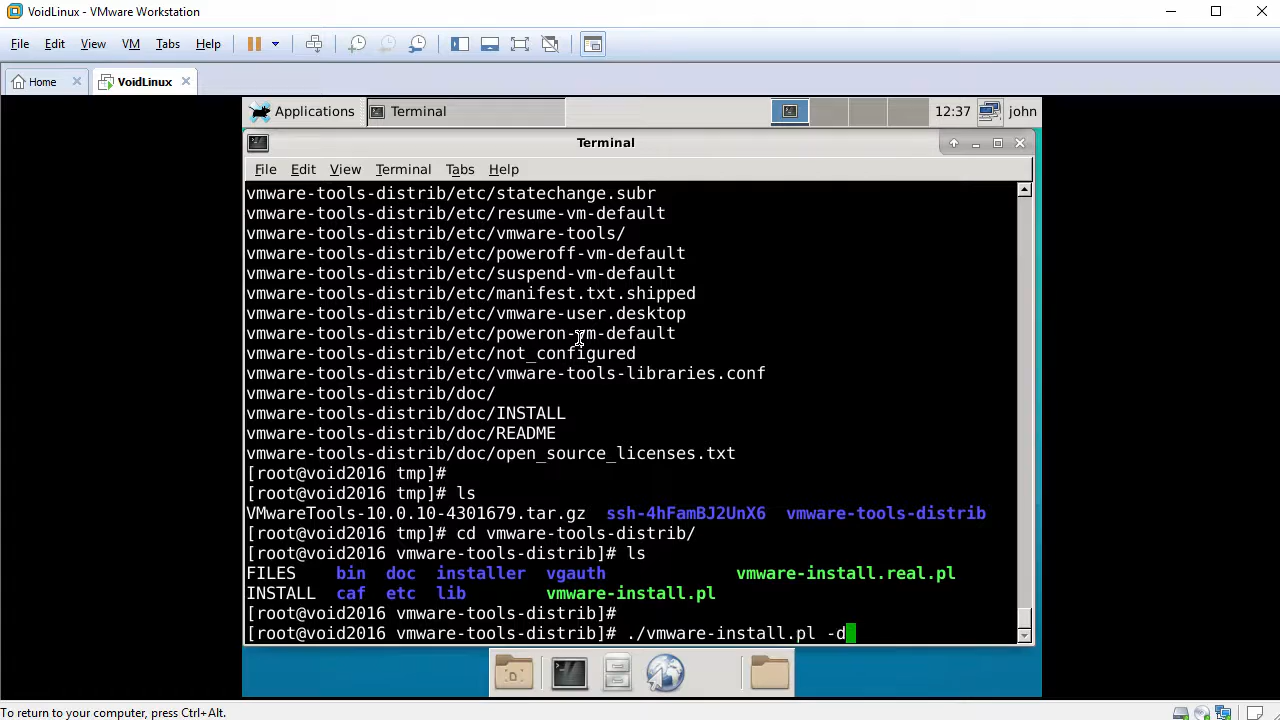 VoidLinux - VMware Workstation
File Edit View VM Tabs Help
Home VoidLinux
Applications Terminal 12:37 john
Terminal
File Edit View Terminal Tabs Help
vmware-tools-distrib/etc/statechange.subr
vmware-tools-distrib/etc/resume-vm-default
vmware-tools-distrib/etc/vmware-tools/
vmware-tools-distrib/etc/poweroff-vm-default
vmware-tools-distrib/etc/suspend-vm-default
vmware-tools-distrib/etc/manifest.txt.shipped
vmware-tools-distrib/etc/vmware-user.desktop
vmware-tools-distrib/etc/poweron-vm-default
vmware-tools-distrib/etc/not_configured
vmware-tools-distrib/etc/vmware-tools-libraries.conf
vmware-tools-distrib/doc/
vmware-tools-distrib/doc/INSTALL
vmware-tools-distrib/doc/README
vmware-tools-distrib/doc/open_source_licenses.txt
[root@void2016 tmp]#
[root@void2016 tmp]# ls
VMwareTools-10.0.10-4301679.tar.gz ssh-4hFamBJ2UnX6 vmware-tools-distrib
[root@void2016 tmp]# cd vmware-tools-distrib/
[root@void2016 vmware-tools-distrib]# ls
FILES bin doc installer vgauth vmware-install.real.pl
INSTALL caf etc lib vmware-install.pl
[root@void2016 vmware-tools-distrib]#
[root@void2016 vmware-tools-distrib]# ./vmware-install.pl -d
To return to your computer, press Ctrl+Alt.